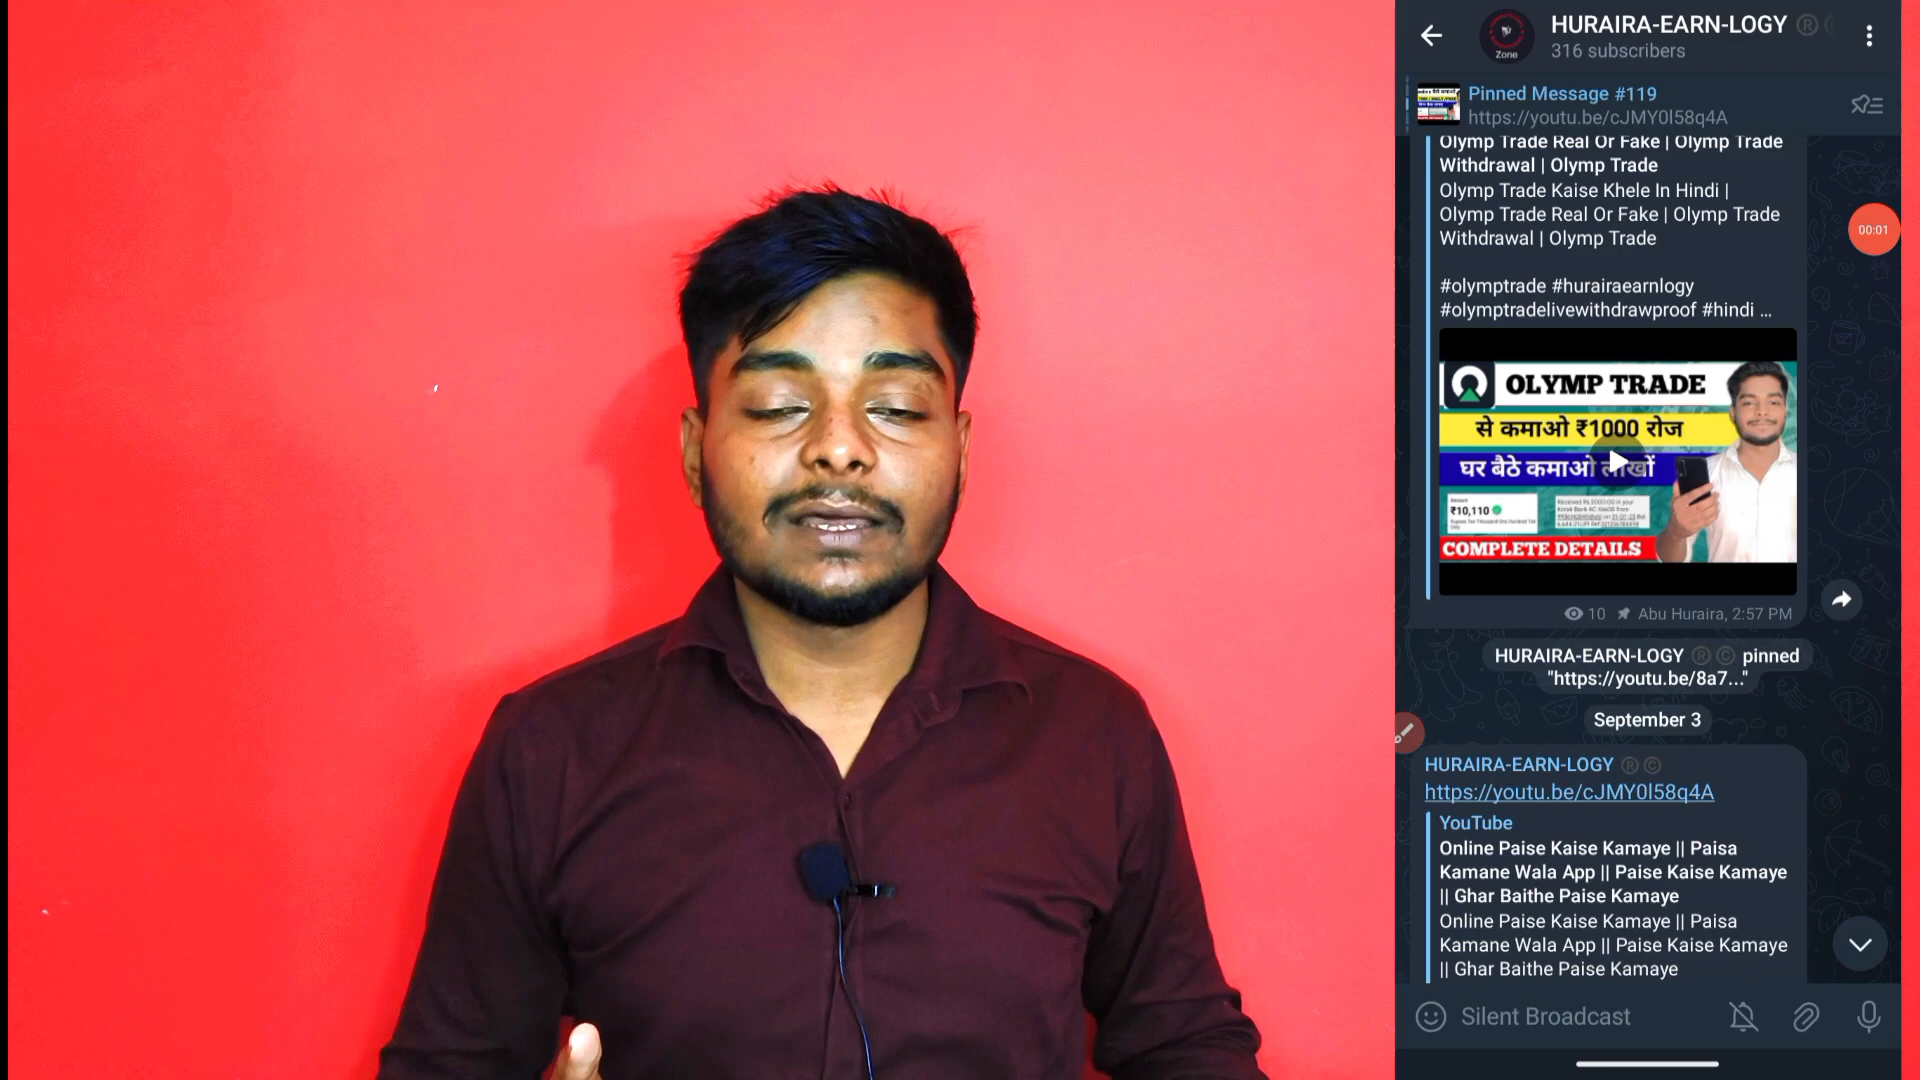 HURAIRA-EARN-LOGY ® ©
316 subscribers
Zone
Pinned Message #119
https://youtu.be/cJMY0l58q4A
Olymp Trade Real Or Fake | Olymp Trade
Withdrawal | Olymp Trade
Olymp Trade Kaise Khele In Hindi |
Olymp Trade Real Or Fake | Olymp Trade
Withdrawal | Olymp Trade
00:01
#olymptrade #hurairaearnlogy
#olymptradelivewithdrawproof #hindi ...
OLYMP TRADE
से कमाओ ₹1000 रोज
घर बैठे कमाओ लाखों
Amount
₹10,110
COMPLETE DETAILS
10 Abu Huraira, 2:57 PM
HURAIRA-EARN-LOGY ® © pinned
"https://youtu.be/8a7..."
September 3
HURAIRA-EARN-LOGY ® ©
https://youtu.be/cJMY0l58q4A
YouTube
Online Paise Kaise Kamaye || Paisa
Kamane Wala App || Paise Kaise Kamaye
|| Ghar Baithe Paise Kamaye
Online Paise Kaise Kamaye || Paisa
Kamane Wala App || Paise Kaise Kamaye
|| Ghar Baithe Paise Kamaye
Silent Broadcast